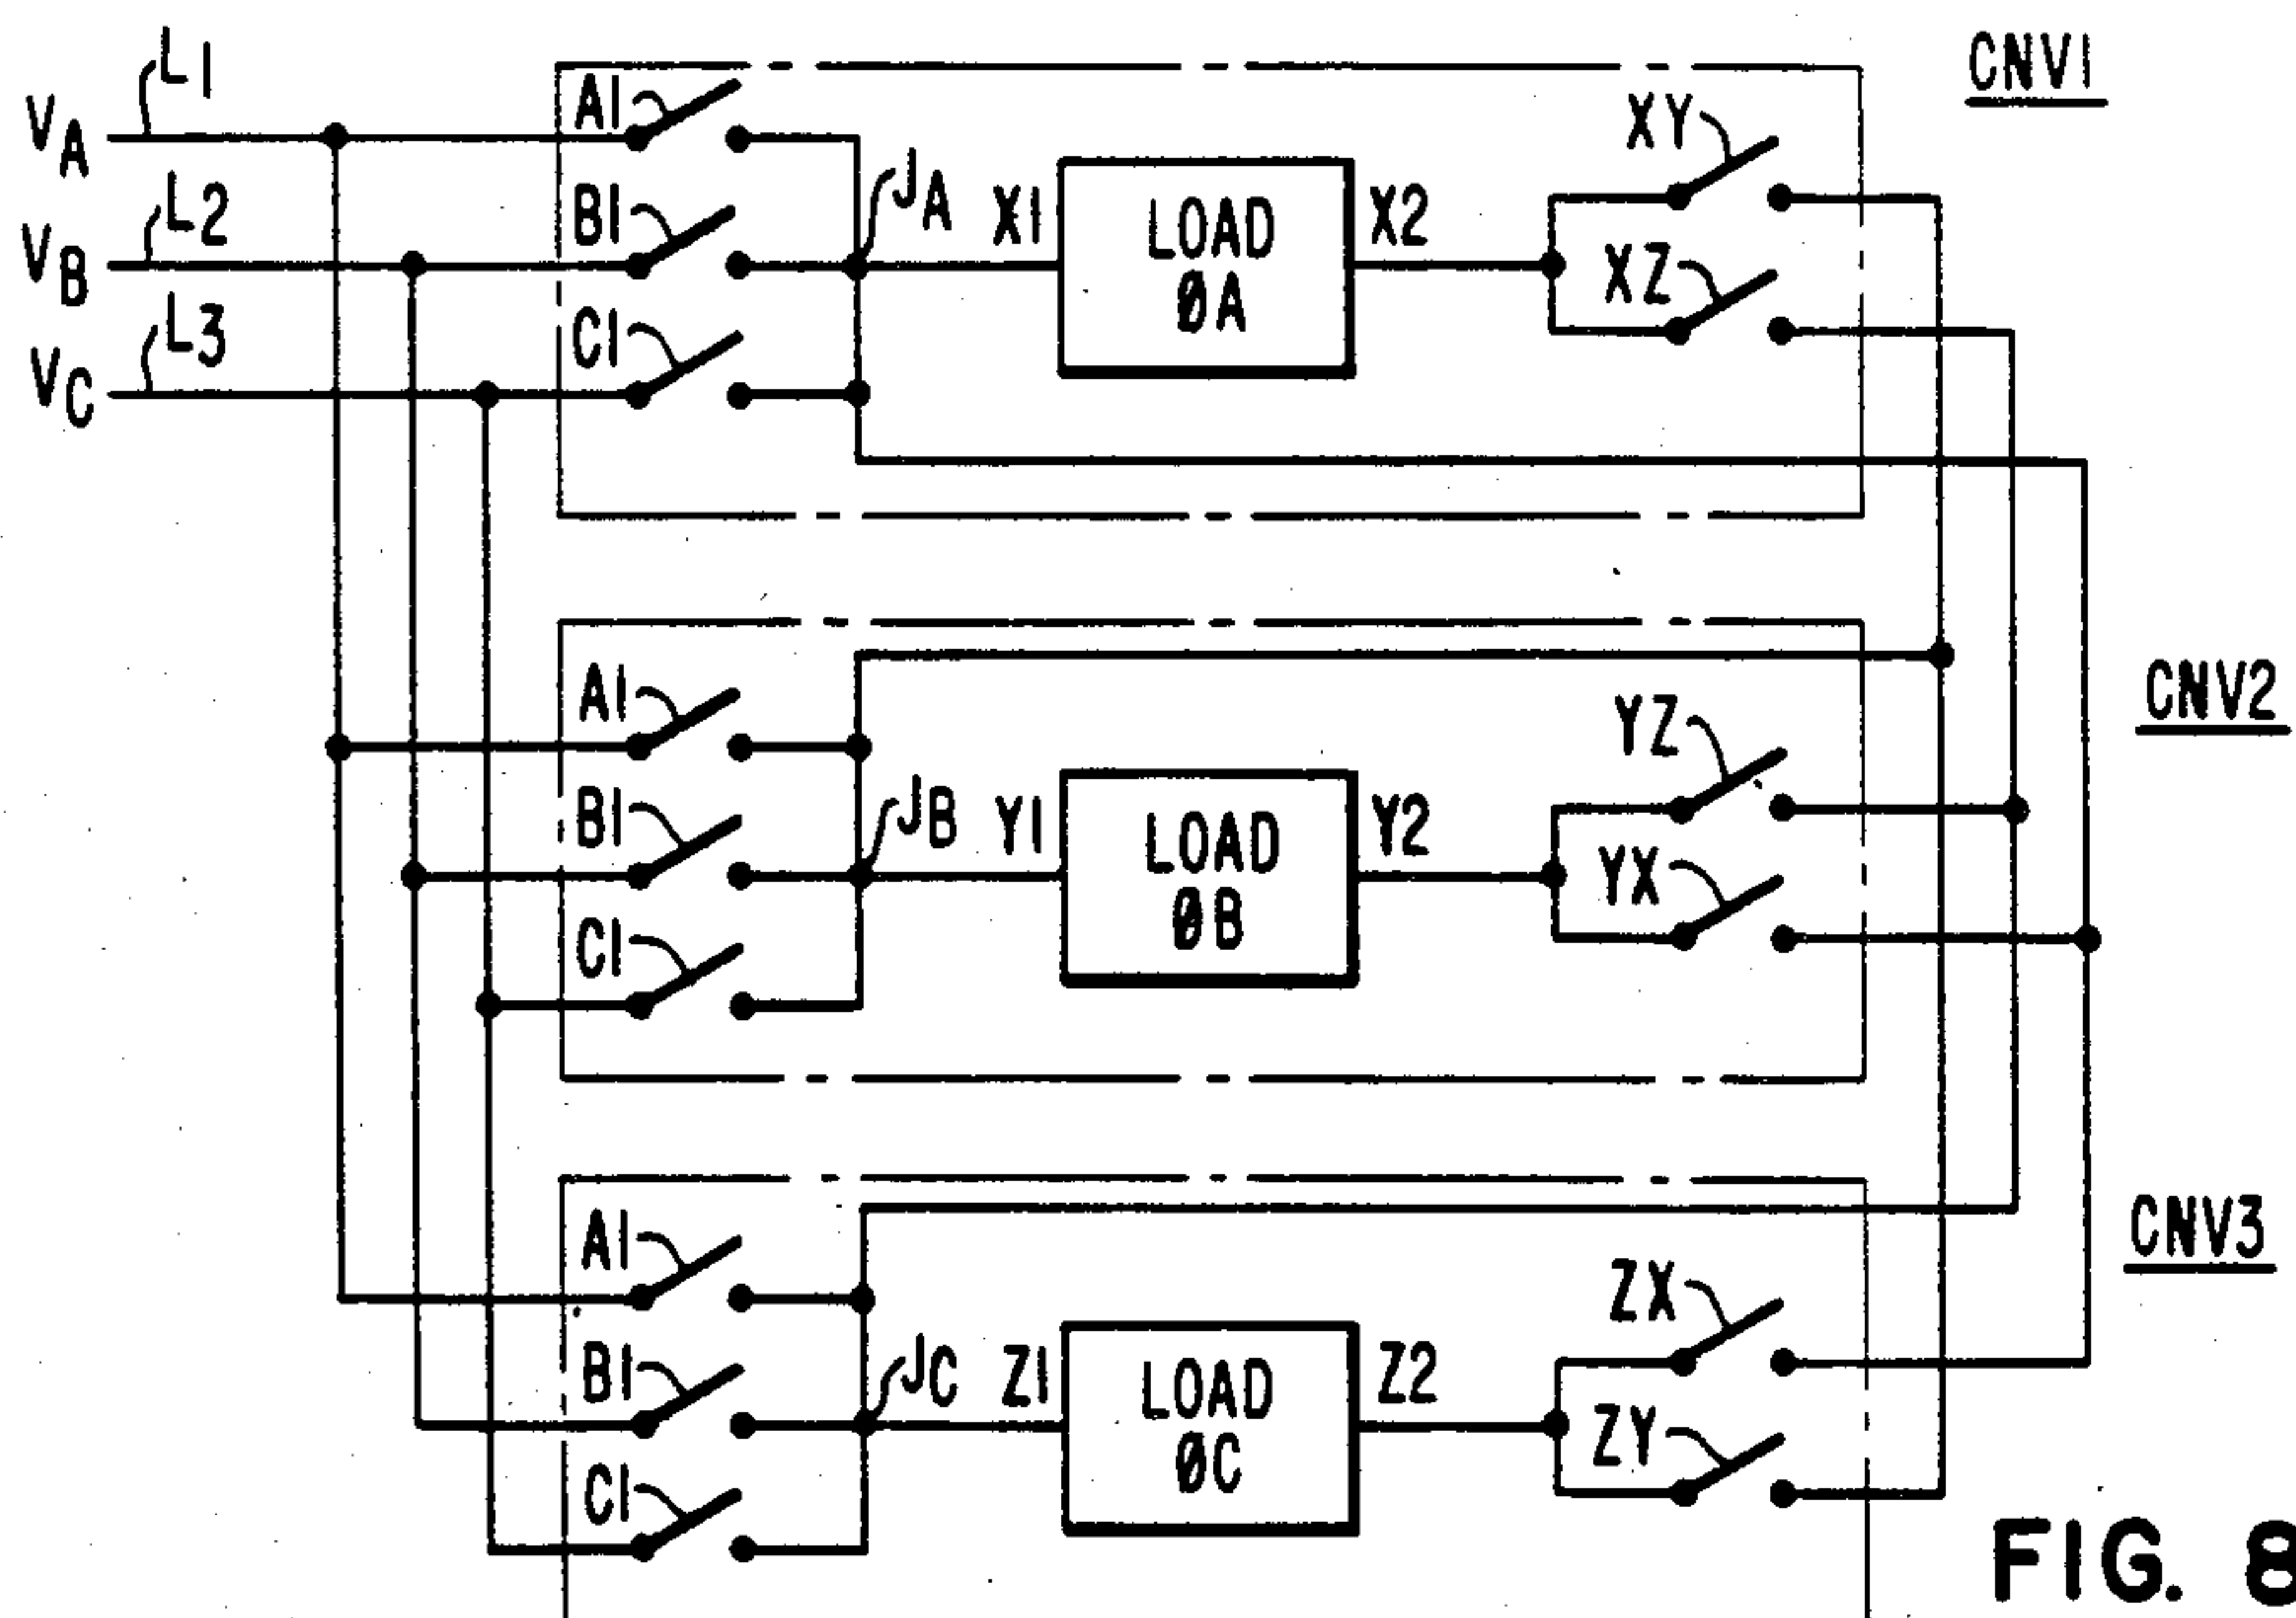 CNV1
L1
VA
L2
VB
L3
VC
A1
B1
C1
JA
X1
LOAD
ØA
X2
XY
XZ
CNV2
A1
B1
C1
JB
Y1
LOAD
ØB
Y2
YZ
YX
CNV3
A1
B1
C1
JC
Z1
LOAD
ØC
Z2
ZX
ZY
FIG. 8